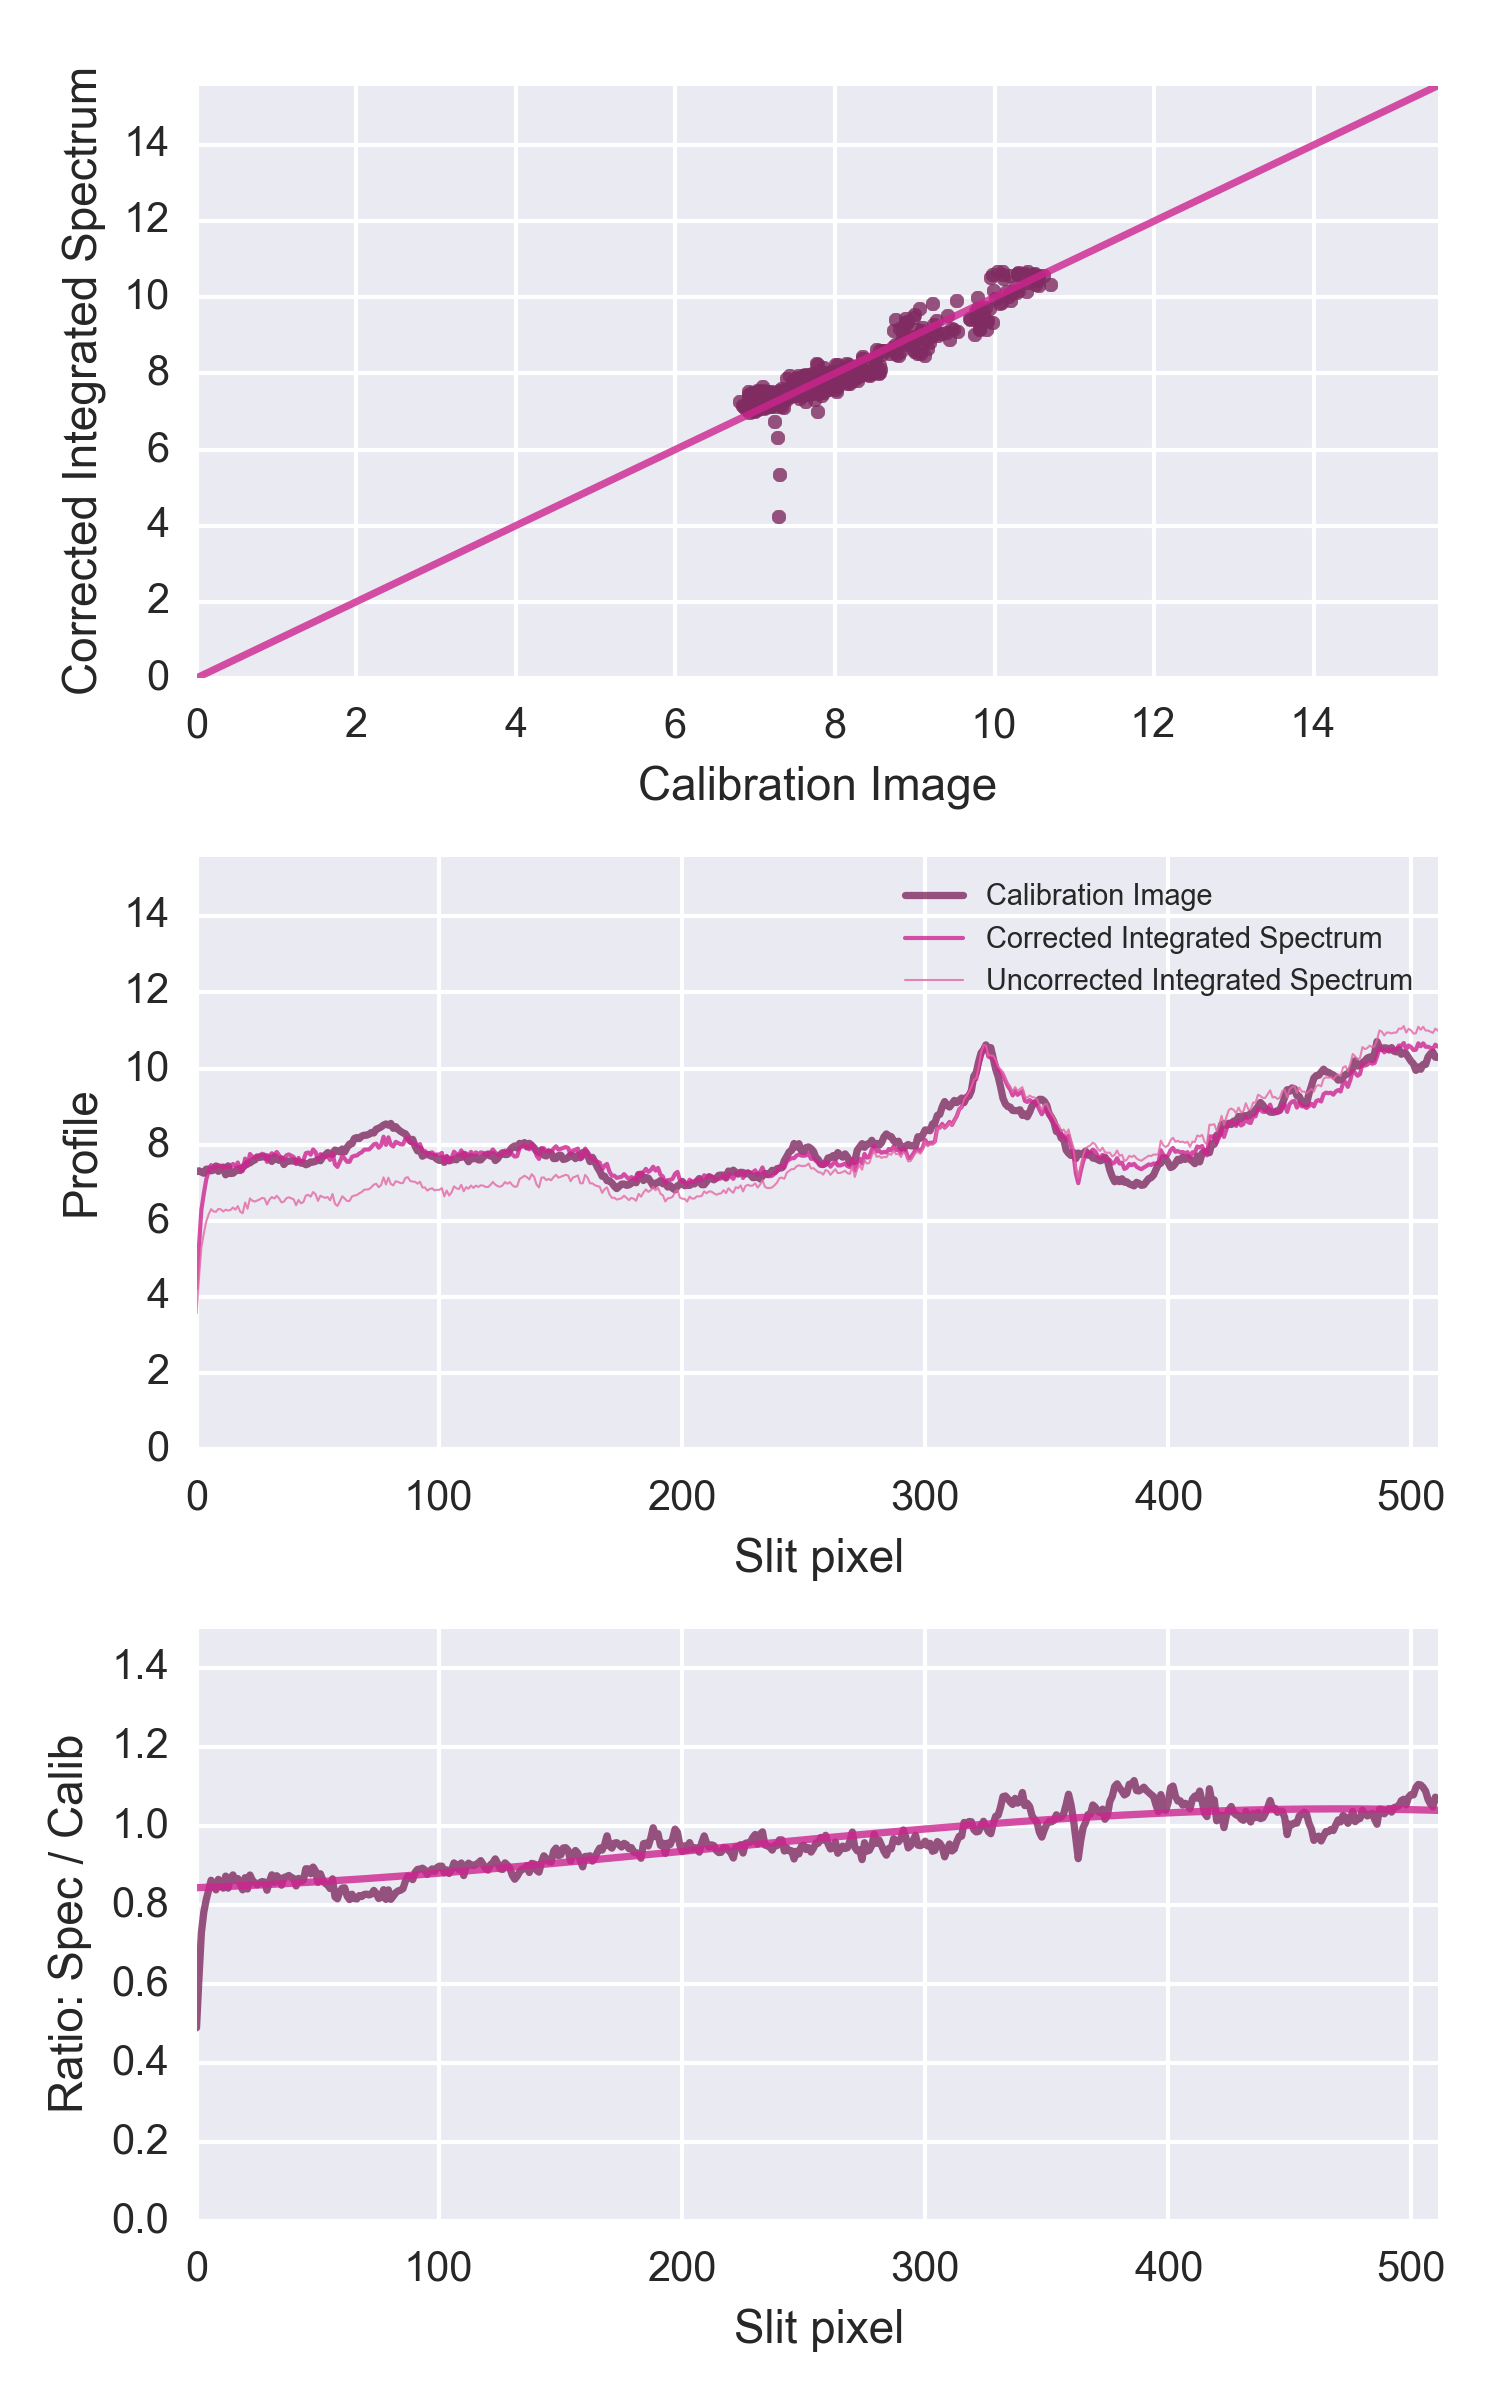 Corrected Integrated Spectrum
14
12
10
8
6
4
2
0
0 2 4 6 8 10 12 14
Calibration Image
Profile
14
12
10
8
6
4
2
0
Calibration Image
Corrected Integrated Spectrum
Uncorrected Integrated Spectrum
0 100 200 300 400 500
Slit pixel
Ratio: Spec / Calib
1.4
1.2
1.0
0.8
0.6
0.4
0.2
0.0
0 100 200 300 400 500
Slit pixel